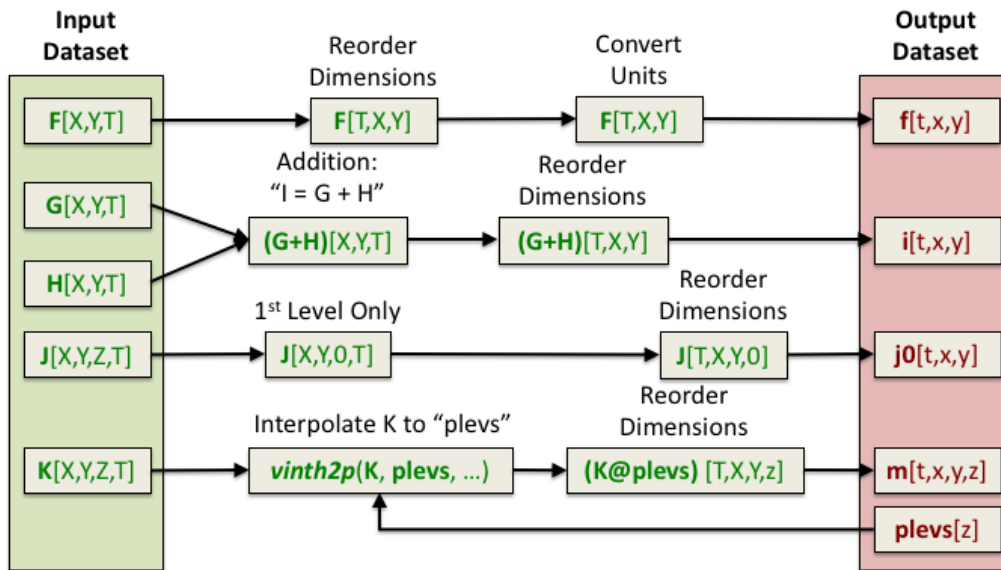 Input
Dataset
Output
Dataset
Reorder
Dimensions
Convert
Units
F[X,Y,T]
F[T,X,Y]
F[T,X,Y]
f[t,x,y]
Addition:
“I = G + H”
Reorder
Dimensions
G[X,Y,T]
(G+H)[X,Y,T]
(G+H)[T,X,Y]
i[t,x,y]
H[X,Y,T]
1st Level Only
Reorder
Dimensions
J[X,Y,Z,T]
J[X,Y,0,T]
J[T,X,Y,0]
j0[t,x,y]
Interpolate K to “plevs”
Reorder
Dimensions
K[X,Y,Z,T]
vinth2p(K, plevs, ...)
(K@plevs) [T,X,Y,z]
m[t,x,y,z]
plevs[z]